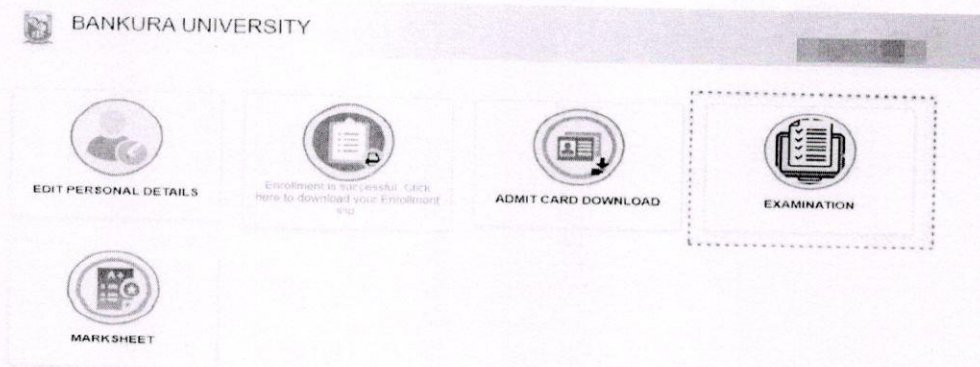 BANKURA UNIVERSITY
EDIT PERSONAL DETAILS
Enrollment is successful. Click
here to download your Enrollment
slip
ADMIT CARD DOWNLOAD
EXAMINATION
A+
MARKSHEET